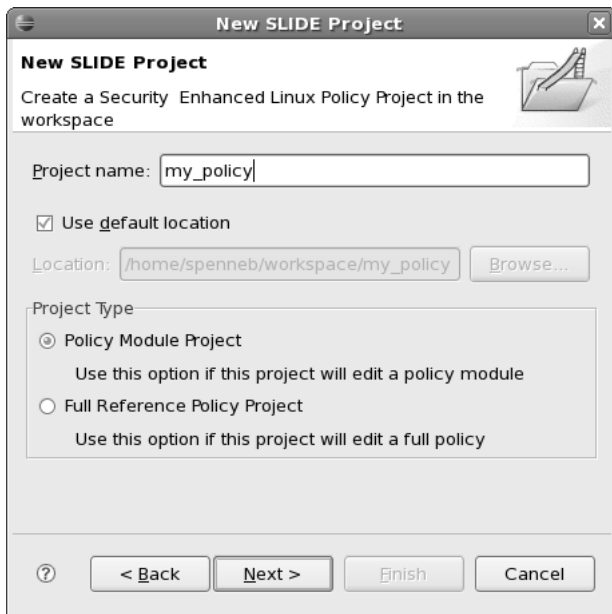 New SLIDE Project
New SLIDE Project
Create a Security Enhanced Linux Policy Project in the
workspace
Project name: my_policy
Use default location
Location: /home/spenneb/workspace/my_policy Browse...
Project Type
Policy Module Project
Use this option if this project will edit a policy module
Full Reference Policy Project
Use this option if this project will edit a full policy
? < Back Next > Finish Cancel